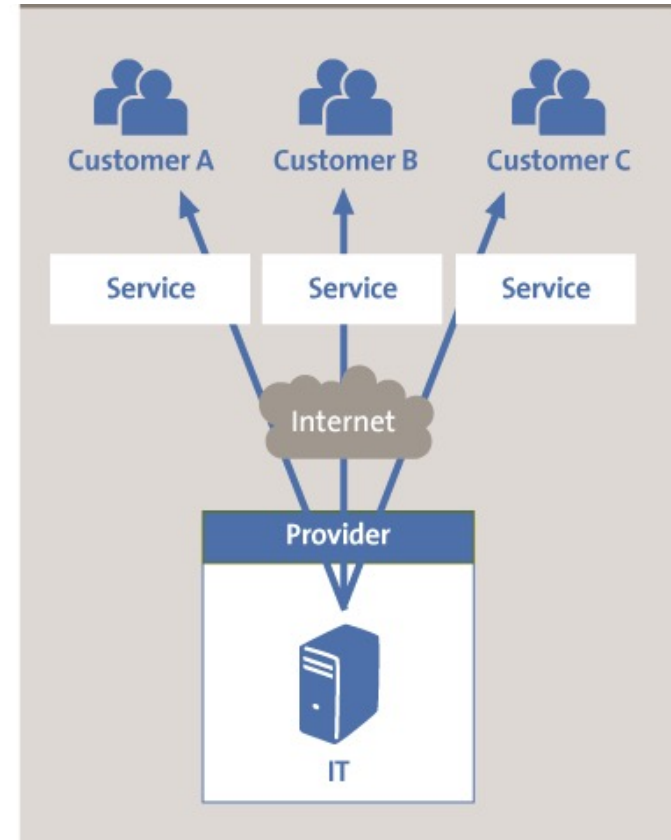 Customer A
Customer B
Customer C
Service
Service
Service
Internet
Provider
IT